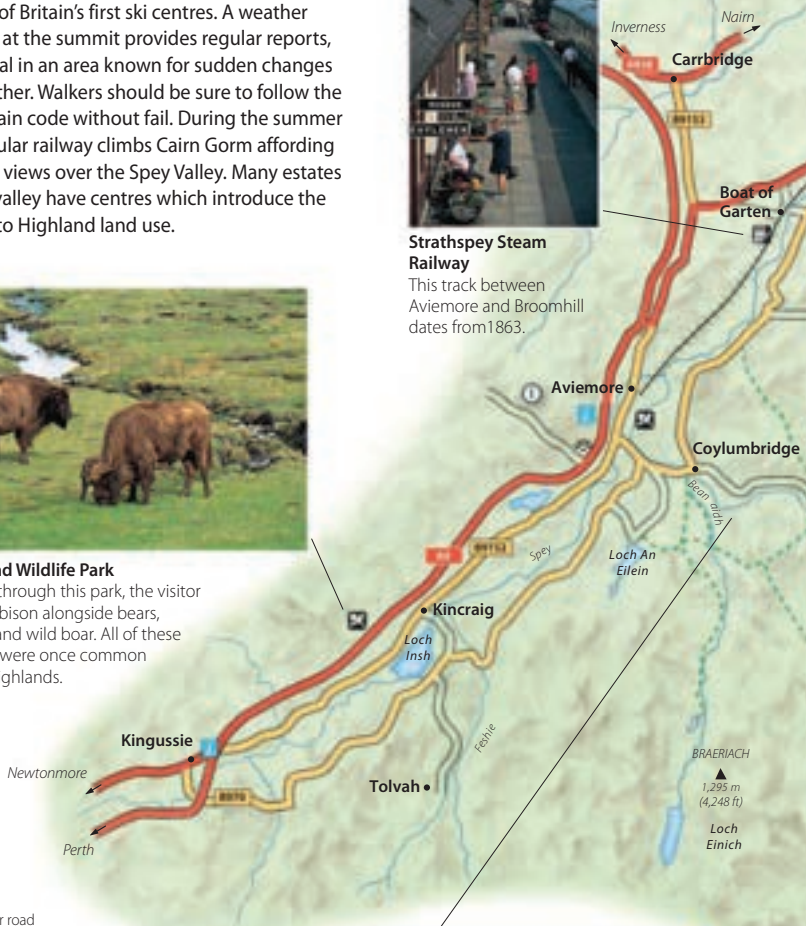 of Britain's first ski centres. A weather
at the summit provides regular reports,
al in an area known for sudden changes
ther. Walkers should be sure to follow the
ain code without fail. During the summer
ular railway climbs Cairn Gorm affording
views over the Spey Valley. Many estates
valley have centres which introduce the
to Highland land use.
Strathspey Steam
Railway
This track between
Aviemore and Broomhill
dates from1863.
d Wildlife Park
through this park, the visitor
bison alongside bears,
and wild boar. All of these
were once common
ghlands.
Inverness
Nairn
Carrbridge
B9153
Boat of
Garten
Aviemore
Coylumbridge
Loch An
Eilein
Spey
A9
B9152
Kincraig
Loch
Insh
Feshie
Kingussie
Newtonmore
B970
Tolvah
Perth
BRAERIACH
1,295 m
(4,248 ft)
Loch
Einich
r road